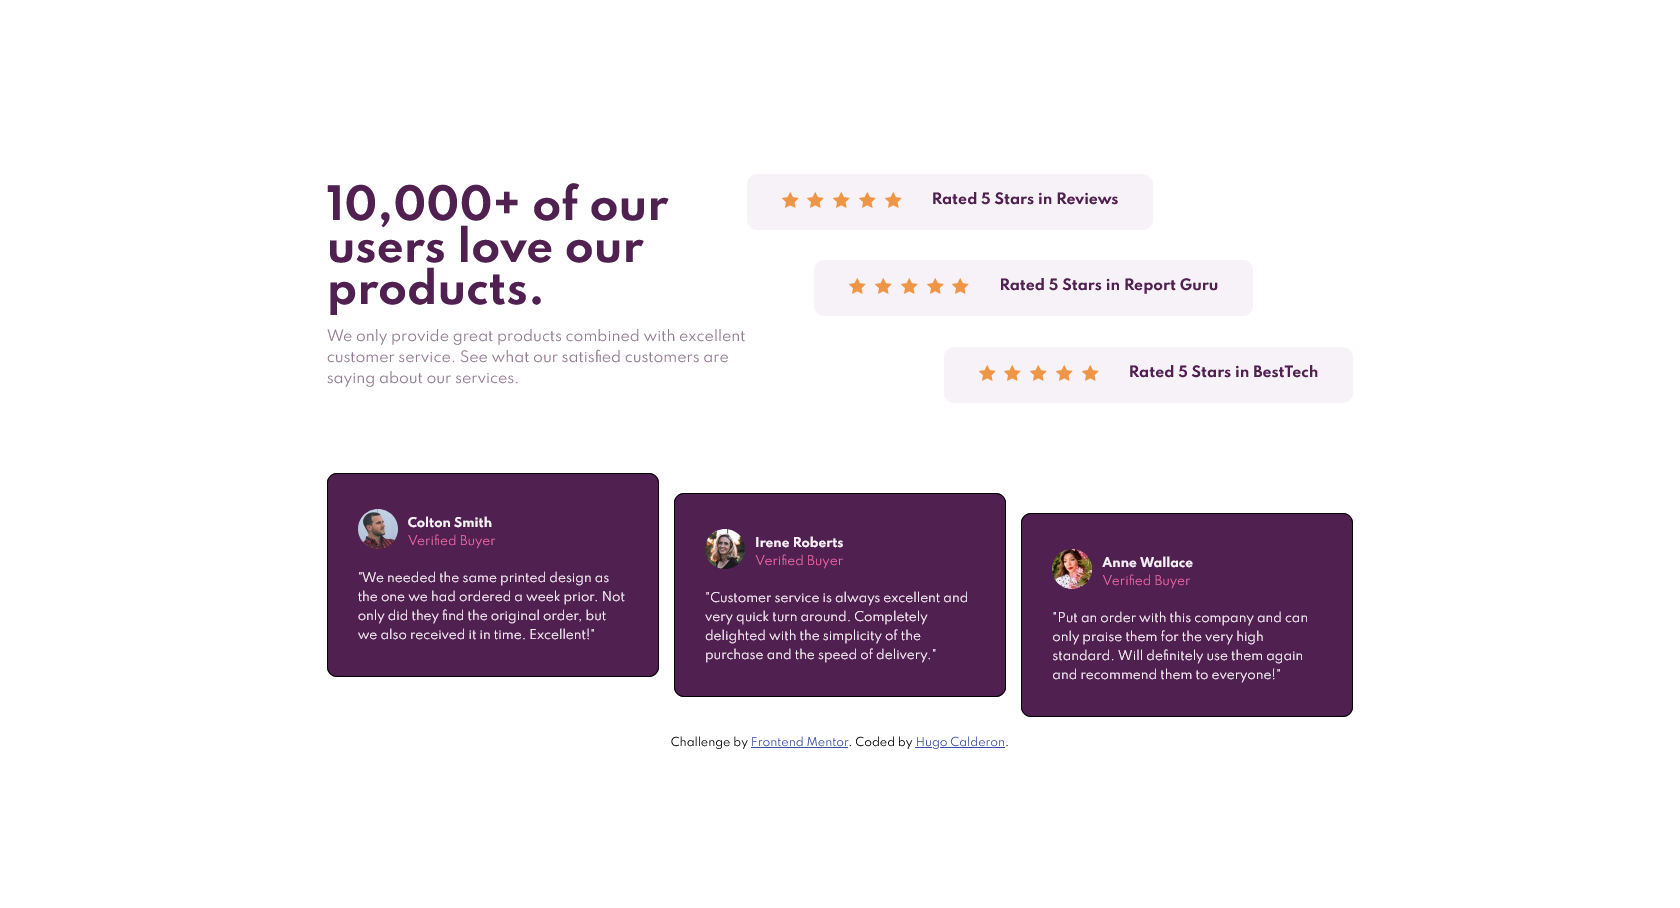 10,000+ of our
users love our
products.
We only provide great products combined with excellent
customer service. See what our satisfied customers are
saying about our services.
Rated 5 Stars in Reviews
Rated 5 Stars in Report Guru
Rated 5 Stars in BestTech
Colton Smith
Verified Buyer
"We needed the same printed design as
the one we had ordered a week prior. Not
only did they find the original order, but
we also received it in time. Excellent!"
Irene Roberts
Verified Buyer
"Customer service is always excellent and
very quick turn around. Completely
delighted with the simplicity of the
purchase and the speed of delivery."
Anne Wallace
Verified Buyer
"Put an order with this company and can
only praise them for the very high
standard. Will definitely use them again
and recommend them to everyone!"
Challenge by Frontend Mentor. Coded by Hugo Calderon.